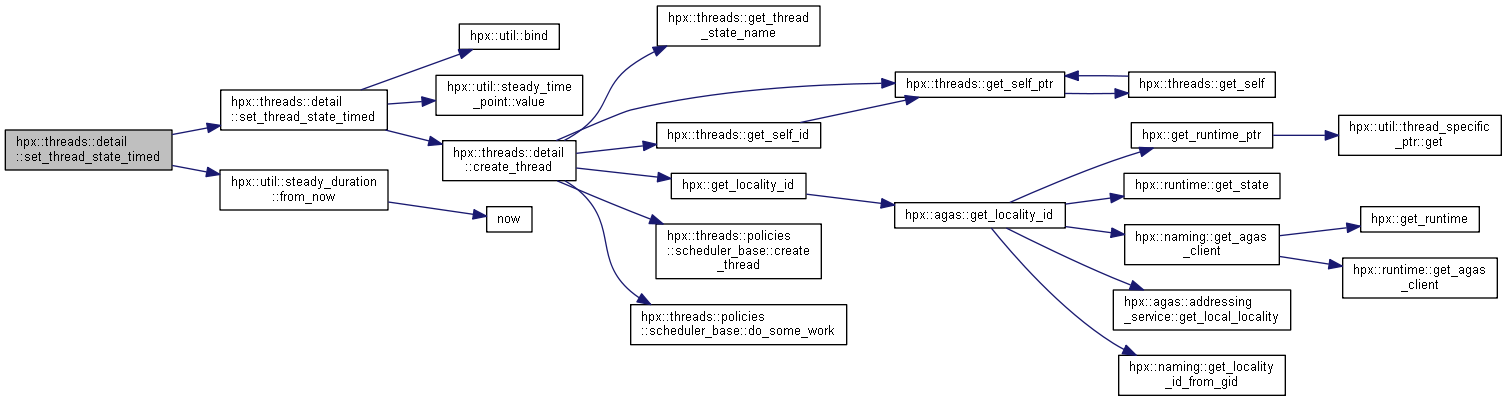 hpx::threads::detail
::set_thread_state_timed
hpx::threads::detail
::set_thread_state_timed
hpx::util::steady_duration
::from_now
hpx::util::bind
hpx::util::steady_time
_point::value
hpx::threads::detail
::create_thread
now
hpx::threads::get_thread
_state_name
hpx::threads::get_self_id
hpx::get_locality_id
hpx::threads::policies
::scheduler_base::create
_thread
hpx::threads::policies
::scheduler_base::do_some_work
hpx::threads::get_self_ptr
hpx::agas::get_locality_id
hpx::threads::get_self
hpx::get_runtime_ptr
hpx::runtime::get_state
hpx::naming::get_agas
_client
hpx::agas::addressing
_service::get_local_locality
hpx::naming::get_locality
_id_from_gid
hpx::util::thread_specific
_ptr::get
hpx::get_runtime
hpx::runtime::get_agas
_client